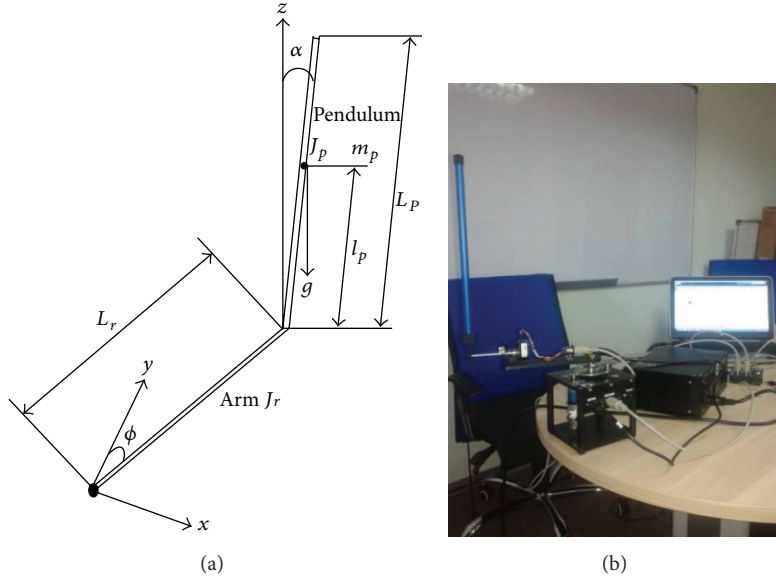 z
α
Pendulum
J_p m_p
L_P
l_p
g
L_r
y
Arm J_r
ϕ
x
(a)
(b)